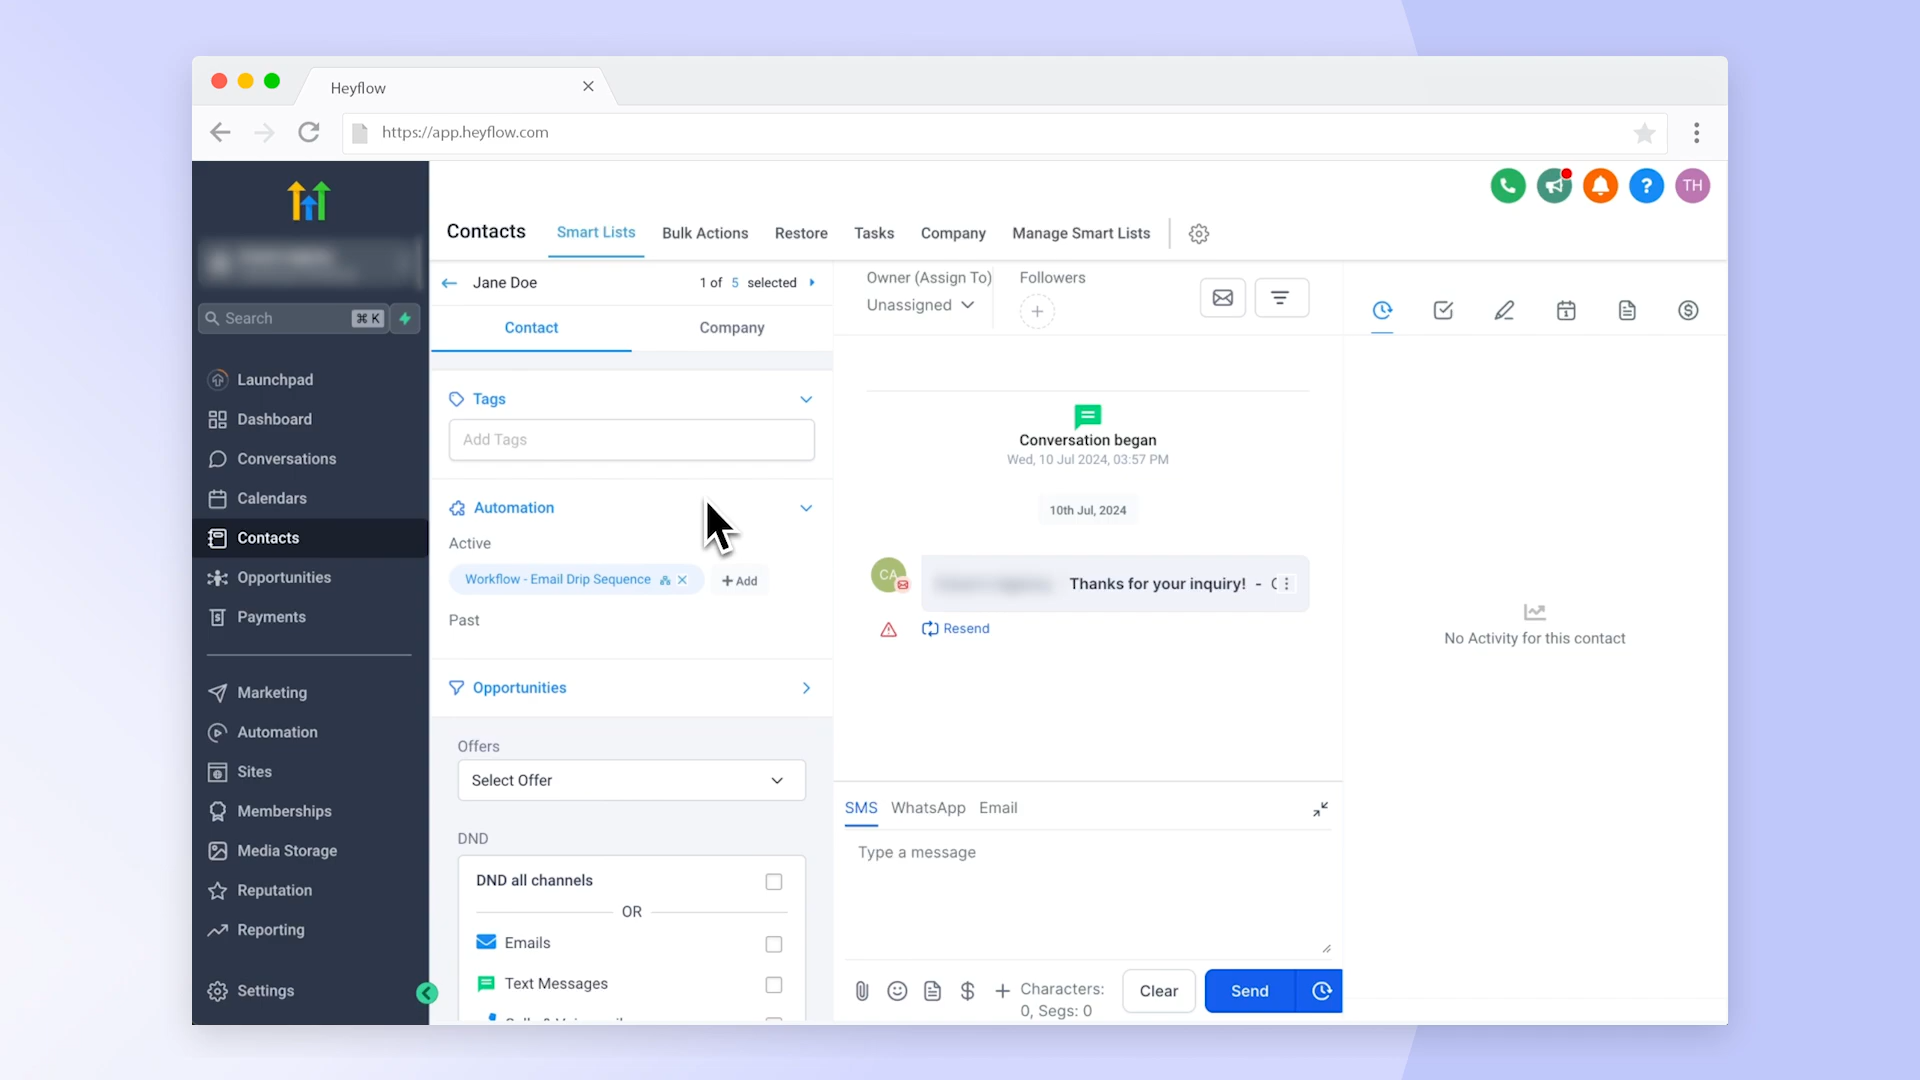 Heyflow
https://app.heyflow.com
TH
Contacts
Smart Lists
Bulk Actions
Restore
Tasks
Company
Manage Smart Lists
Search
⌘ K
Launchpad
Dashboard
Conversations
Calendars
Contacts
Opportunities
Payments
Marketing
Automation
Sites
Memberships
Media Storage
Reputation
Reporting
Settings
Jane Doe
1 of 5 selected
Contact
Company
Tags
Add Tags
Automation
Active
Workflow - Email Drip Sequence
+ Add
Past
Opportunities
Offers
Select Offer
DND
DND all channels
OR
Emails
Text Messages
Owner (Assign To)
Unassigned
Followers
Conversation began
Wed, 10 Jul 2024, 03:57 PM
10th Jul, 2024
CA
Thanks for your inquiry! -
Resend
SMS
WhatsApp
Email
Type a message
Characters:
0, Segs: 0
Clear
Send
No Activity for this contact